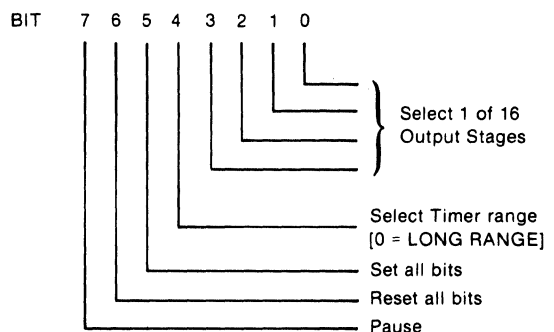 BIT 7 6 5 4 3 2 1 0
Select 1 of 16
Output Stages
Select Timer range
[0 = LONG RANGE]
Set all bits
Reset all bits
Pause